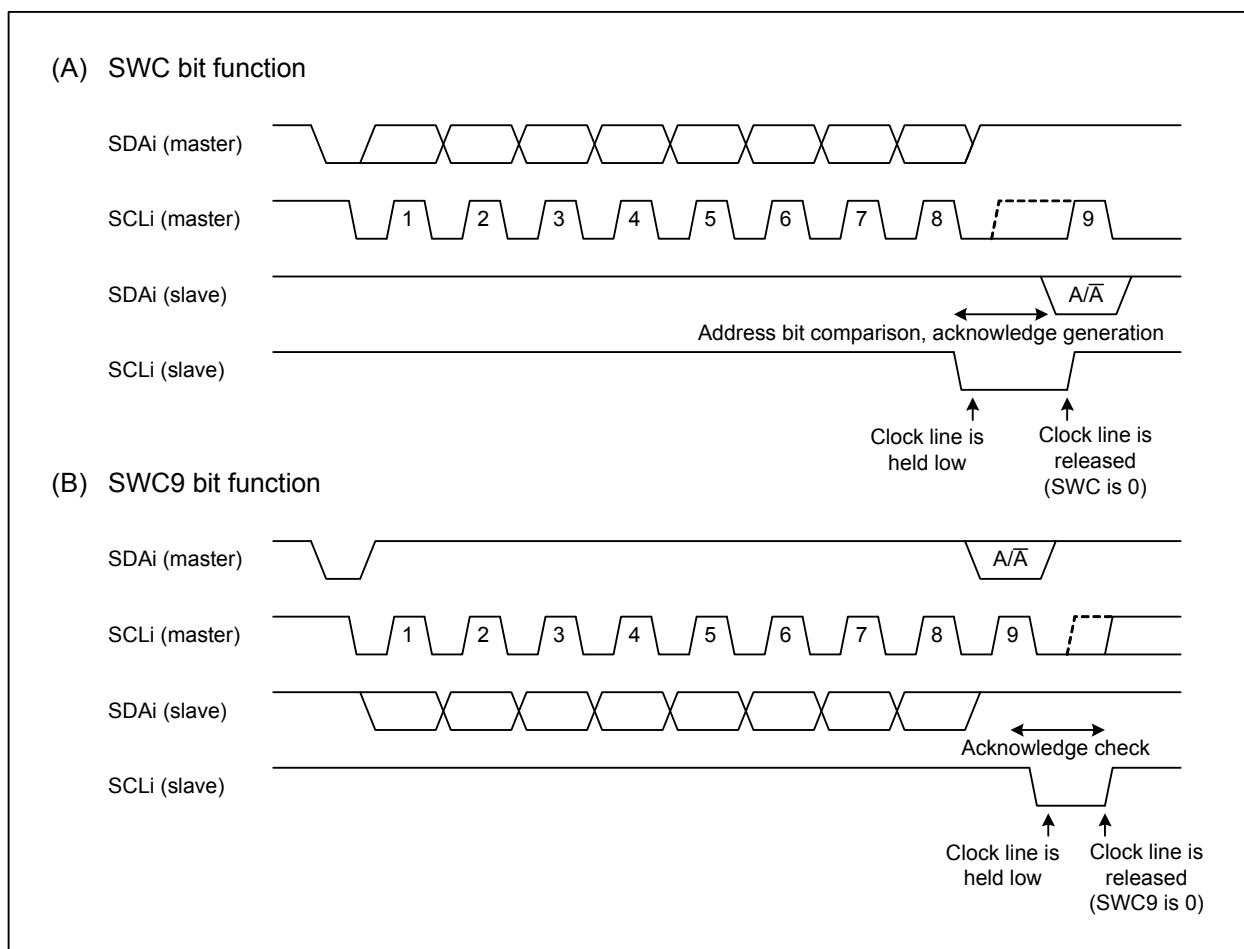 (A) SWC bit function
SDAi (master)
SCLi (master)
1 2 3 4 5 6 7 8 9
SDAi (slave)
A/A̅
Address bit comparison, acknowledge generation
SCLi (slave)
Clock line is
held low
Clock line is
released
(SWC is 0)
(B) SWC9 bit function
SDAi (master)
A/A̅
SCLi (master)
1 2 3 4 5 6 7 8 9
SDAi (slave)
Acknowledge check
SCLi (slave)
Clock line is
held low
Clock line is
released
(SWC9 is 0)